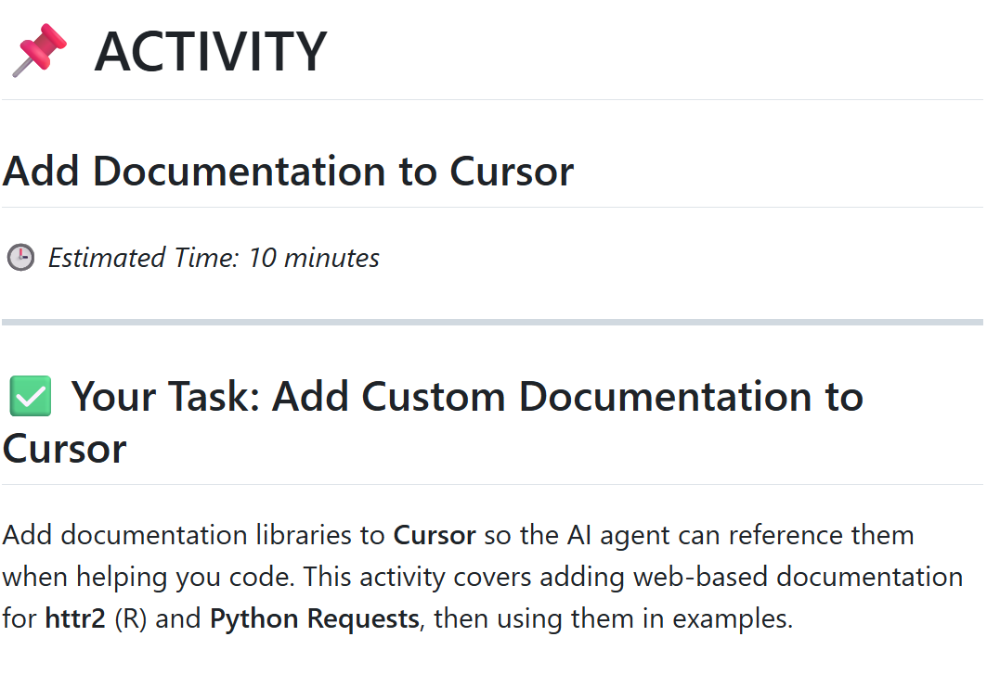 ACTIVITY
Add Documentation to Cursor
Estimated Time: 10 minutes
Your Task: Add Custom Documentation to
Cursor
Add documentation libraries to Cursor so the AI agent can reference them
when helping you code. This activity covers adding web-based documentation
for httr2 (R) and Python Requests, then using them in examples.